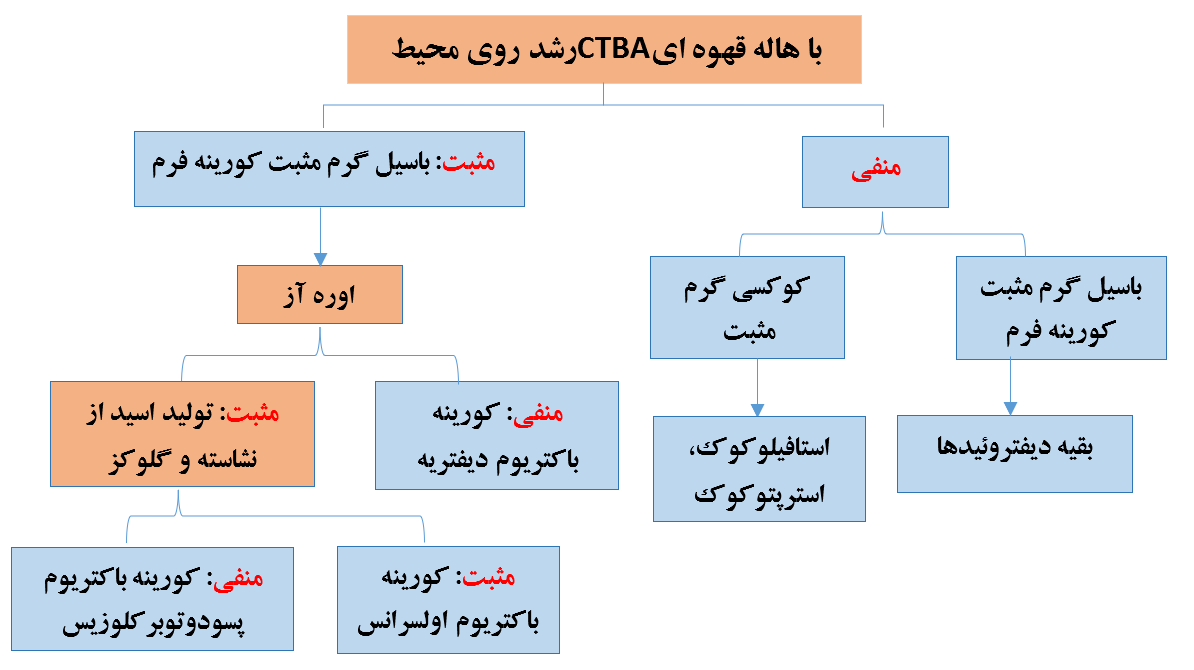 رشد روی محیط CTBA با هاله قهوه ای
مثبت: باسیل گرم مثبت کورینه فرم
منفی
اوره آز
کوکسی گرم
مثبت
باسیل گرم مثبت
کورینه فرم
مثبت: تولید اسید از
نشاسته و گلوکز
منفی: کورینه
باکتریوم دیفتریه
استافیلوکوک،
استرپتوکوک
بقیه دیفتروئیدها
منفی: کورینه باکتریوم
پسودوتوبرکلوزیس
مثبت: کورینه
باکتریوم اولسرانس